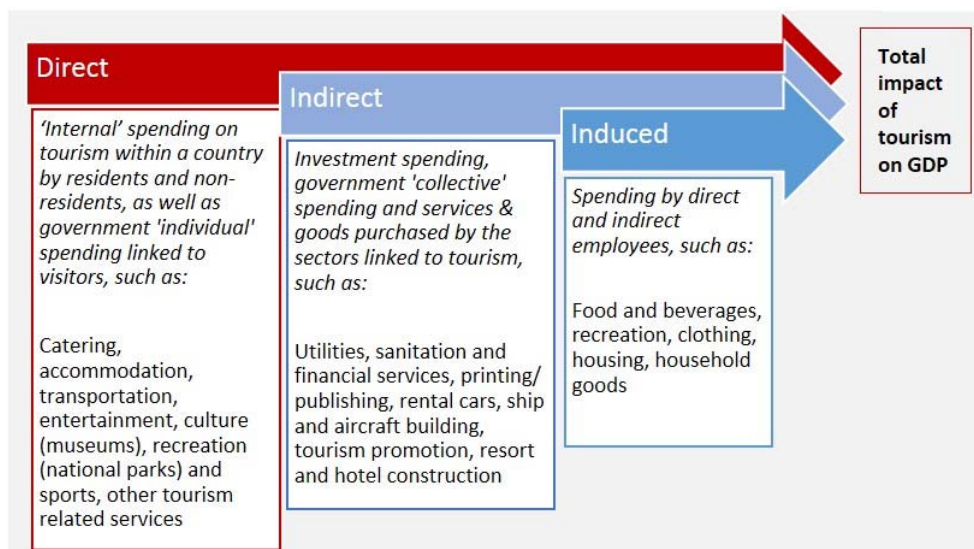 Direct
‘Internal’ spending on
tourism within a country
by residents and non-
residents, as well as
government 'individual'
spending linked to
visitors, such as:
Catering,
accommodation,
transportation,
entertainment, culture
(museums), recreation
(national parks) and
sports, other tourism
related services
Indirect
Investment spending,
government 'collective'
spending and services &
goods purchased by the
sectors linked to tourism,
such as:
Utilities, sanitation and
financial services, printing/
publishing, rental cars, ship
and aircraft building,
tourism promotion, resort
and hotel construction
Induced
Spending by direct
and indirect
employees, such as:
Food and beverages,
recreation, clothing,
housing, household
goods
Total
impact
of
tourism
on GDP